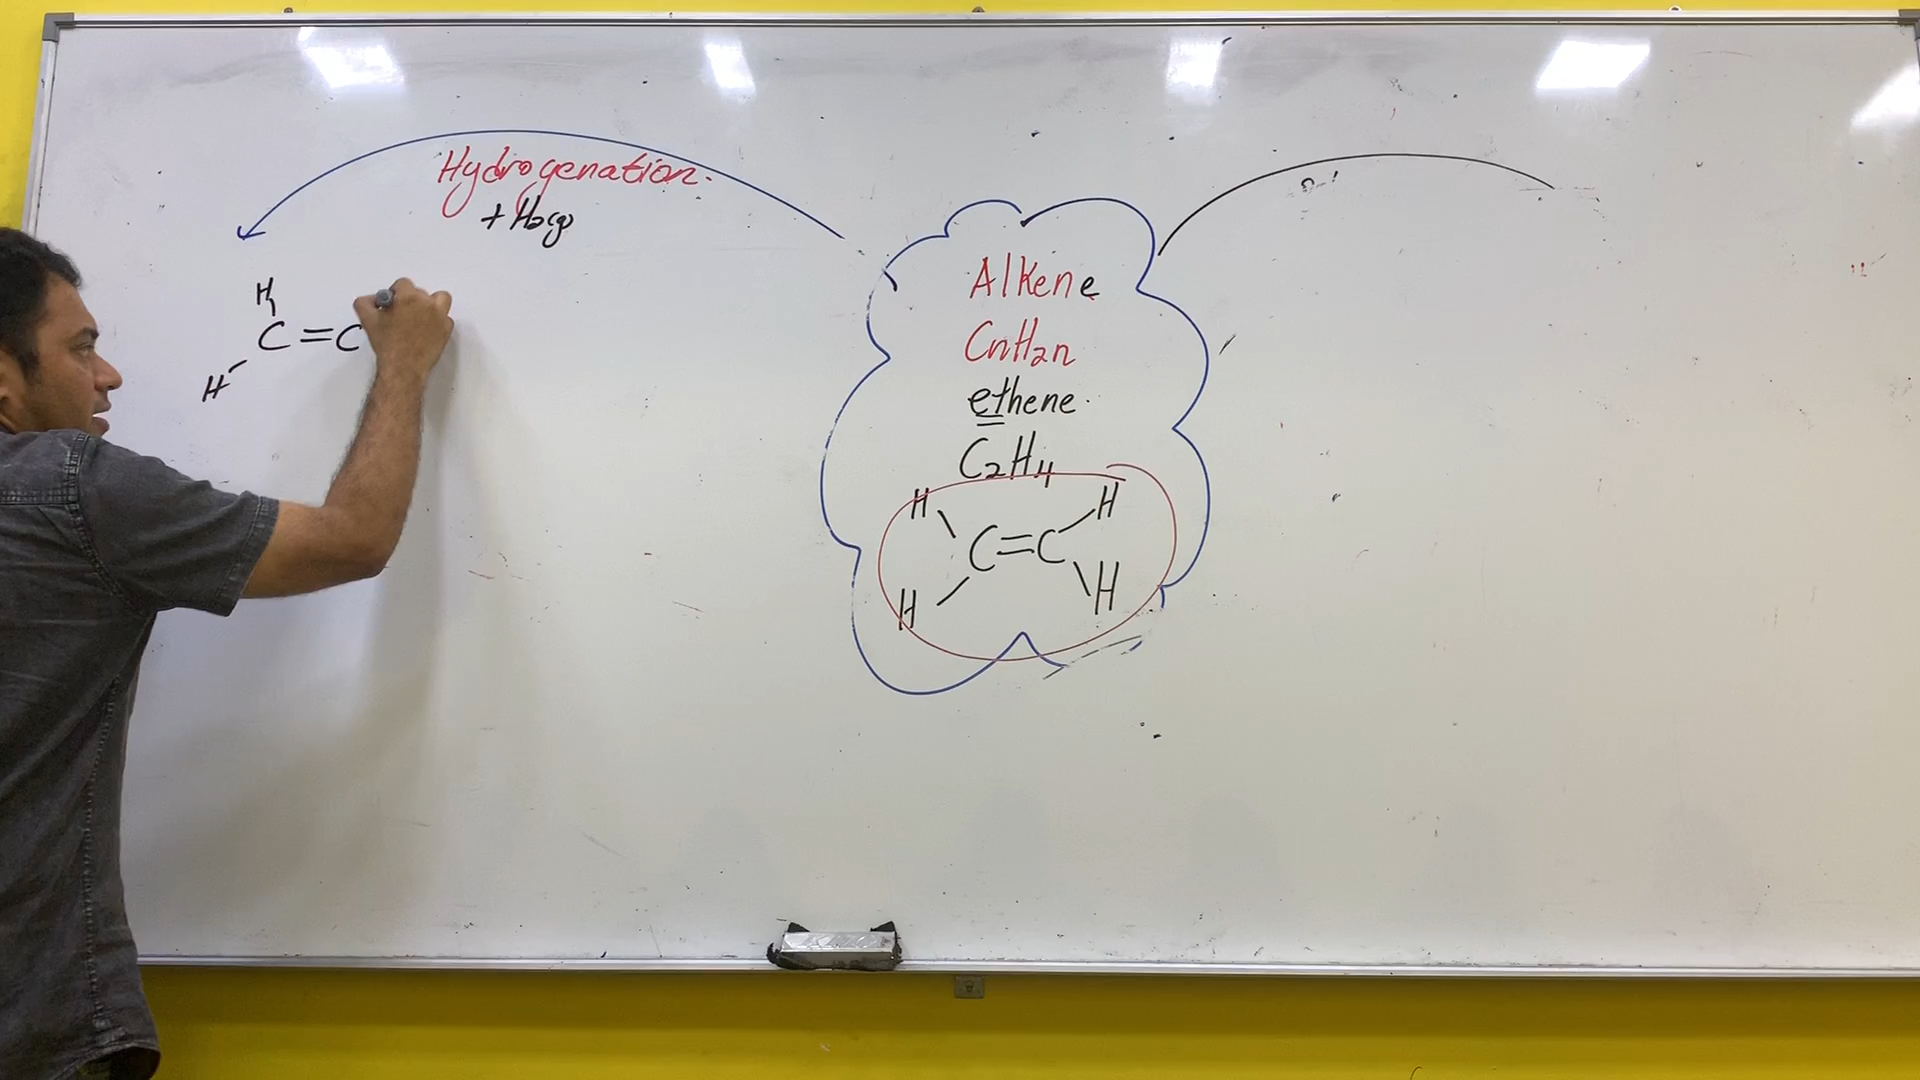 Hydrogenation.
+ H₂(g)
H
C=C
H
Alkene
CnH₂n
ethene.
C₂H₄
H H
C=C
H H